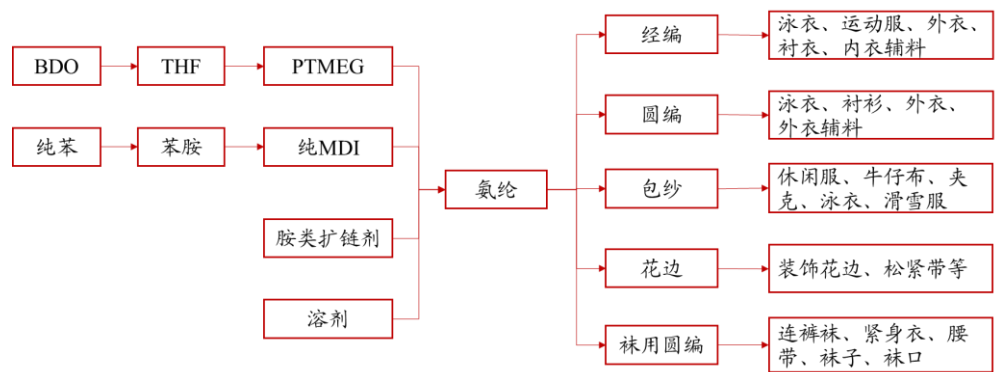 BDO
THF
PTMEG
纯苯
苯胺
纯MDI
胺类扩链剂
溶剂
氨纶
经编
泳衣、运动服、外衣、
衬衣、内衣辅料
圆编
泳衣、衬衫、外衣、
外衣辅料
包纱
休闲服、牛仔布、夹
克、泳衣、滑雪服
花边
装饰花边、松紧带等
袜用圆编
连裤袜、紧身衣、腰
带、袜子、袜口